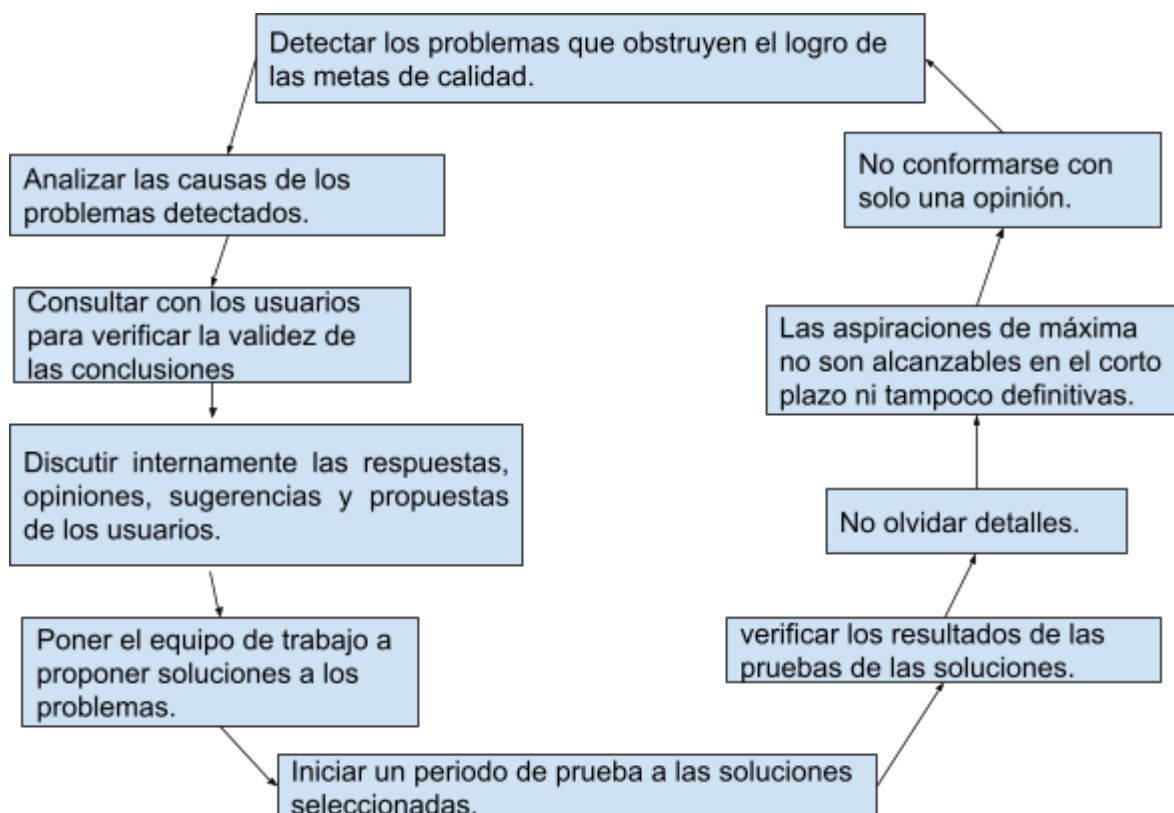 Detectar los problemas que obstruyen el logro de
las metas de calidad.
Analizar las causas de los
problemas detectados.
Consultar con los usuarios
para verificar la validez de
las conclusiones
Discutir internamente las respuestas,
opiniones, sugerencias y propuestas
de los usuarios.
Poner el equipo de trabajo a
proponer soluciones a los
problemas.
Iniciar un periodo de prueba a las soluciones
seleccionadas.
verificar los resultados de las
pruebas de las soluciones.
No olvidar detalles.
Las aspiraciones de máxima
no son alcanzables en el corto
plazo ni tampoco definitivas.
No conformarse con
solo una opinión.